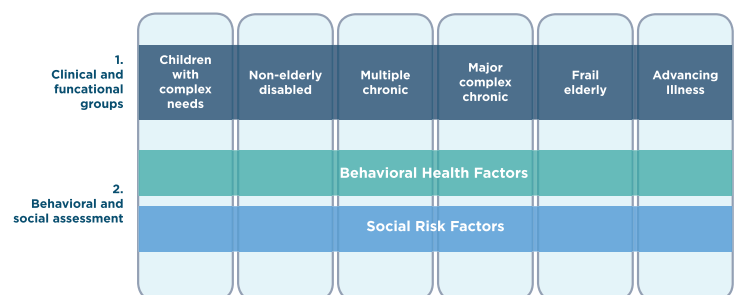 1.
Clinical and
funcational
groups
Children
with
complex
needs
Non-elderly
disabled
Multiple
chronic
Major
complex
chronic
Frail
elderly
Advancing
Illness
2.
Behavioral and
social assessment
Behavioral Health Factors
Social Risk Factors